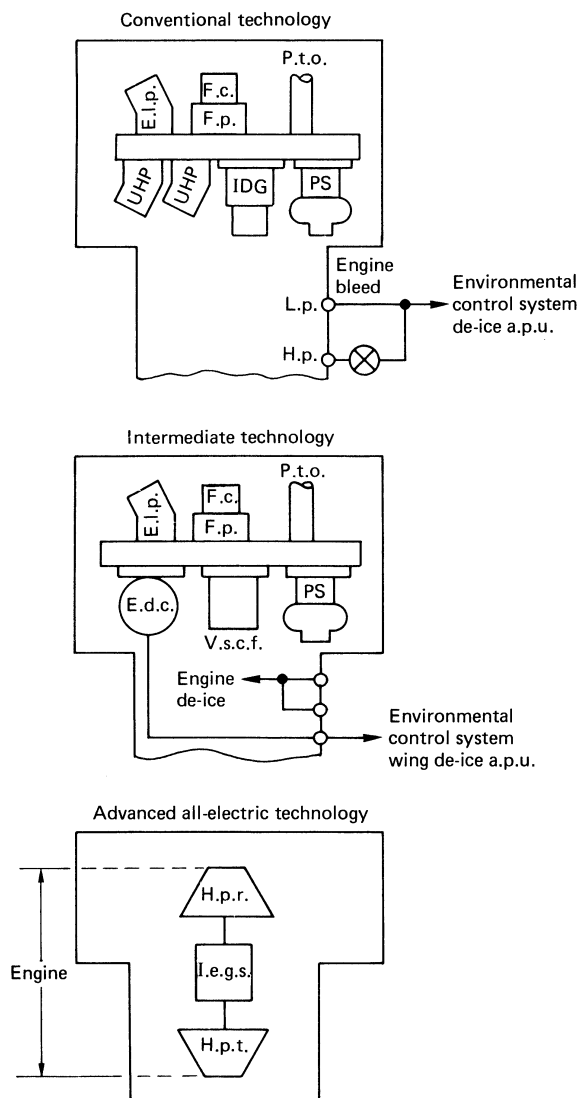 Conventional technology
P.t.o.
E.l.p.
F.c.
F.p.
UHP
UHP
IDG
PS
Engine
bleed
L.p.
Environmental
control system
de-ice a.p.u.
H.p.
Intermediate technology
P.t.o.
E.l.p.
F.c.
F.p.
E.d.c.
PS
V.s.c.f.
Engine
de-ice
Environmental
control system
wing de-ice a.p.u.
Advanced all-electric technology
H.p.r.
Engine
I.e.g.s.
H.p.t.